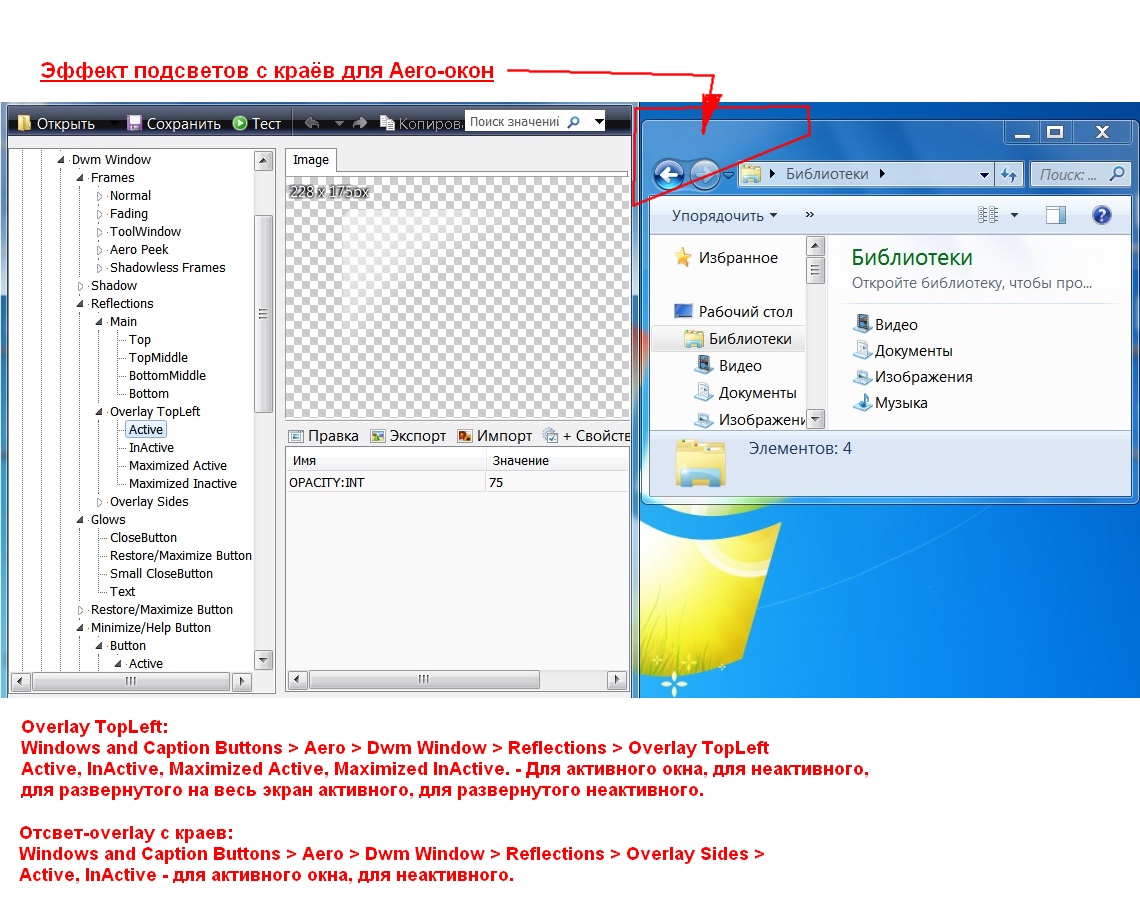 Эффект подсветов с краёв для Aero-окон
Открыть
Сохранить
Тест
Копирова
Поиск значений
Dwm Window
Frames
Normal
Fading
ToolWindow
Aero Peek
Shadowless Frames
Shadow
Reflections
Main
Top
TopMiddle
BottomMiddle
Bottom
Overlay TopLeft
Active
InActive
Maximized Active
Maximized Inactive
Overlay Sides
Glows
CloseButton
Restore/Maximize Button
Small CloseButton
Text
Restore/Maximize Button
Minimize/Help Button
Button
Active
Image
228 x 175px
Правка
Экспорт
Импорт
+ Свойств
Имя
Значение
OPACITY:INT
75
Библиотеки
Поиск: ...
Упорядочить
»
Избранное
Рабочий стол
Библиотеки
Видео
Документы
Изображени
Библиотеки
Откройте библиотеку, чтобы про...
Видео
Документы
Изображения
Музыка
Элементов: 4
Overlay TopLeft:
Windows and Caption Buttons > Aero > Dwm Window > Reflections > Overlay TopLeft
Active, InActive, Maximized Active, Maximized InActive. - Для активного окна, для неактивного,
для развернутого на весь экран активного, для развернутого неактивного.
Отсвет-overlay с краев:
Windows and Caption Buttons > Aero > Dwm Window > Reflections > Overlay Sides >
Active, InActive - для активного окна, для неактивного.